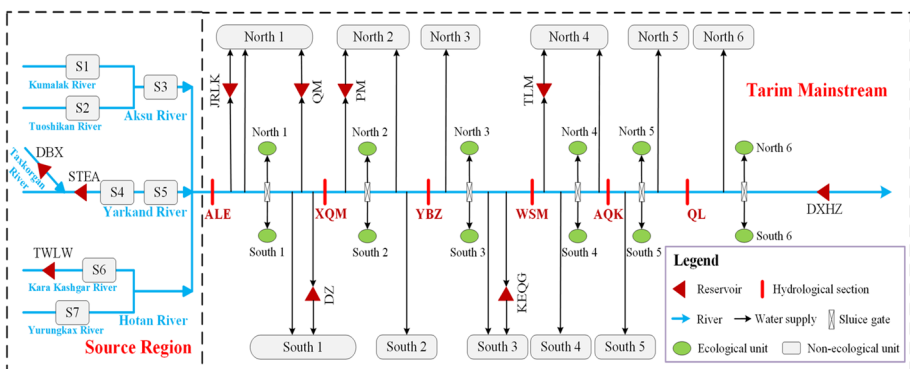 North 1
North 2
North 3
North 4
North 5
North 6
S1
Kumalak River
S2
Tuoshikan River
S3
Aksu River
JRLK
QM
PM
TLM
Tarim Mainstream
DBX
Taxkorgan
River
STEA
S4
S5
Yarkand River
North 1
North 2
North 3
North 4
North 5
North 6
ALE
XQM
YBZ
WSM
AQK
QL
DXHZ
South 1
South 2
South 3
South 4
South 5
South 6
TWLW
S6
Kara Kashgar River
S7
Yurungkax River
Hotan River
Source Region
DZ
KEQG
South 1
South 2
South 3
South 4
South 5
Legend
Reservoir
Hydrological section
River
Water supply
Sluice gate
Ecological unit
Non-ecological unit